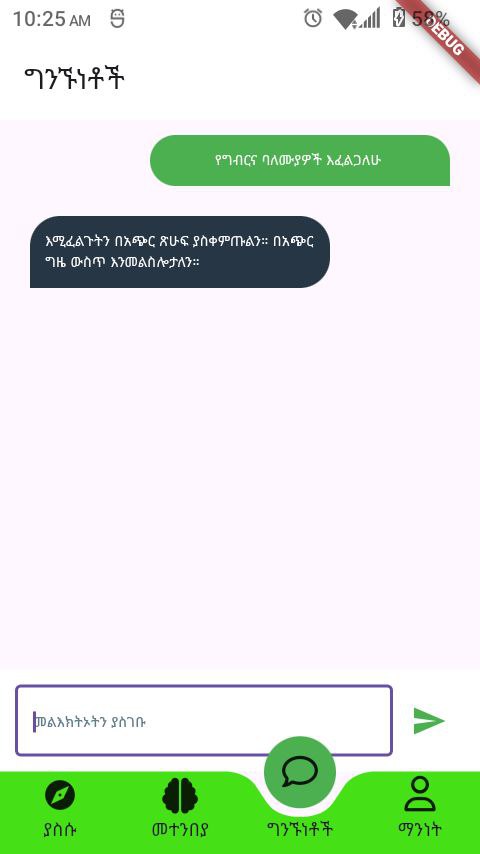 10:25 AM
58%
DEBUG
ግንኙነቶች
የግብርና ባለሙያዎች እፈልጋለሁ
እሚፈልጉትን በአጭር ጽሁፍ ያስቀምጡልን። በአጭር
ግዜ ውስጥ እንመልስሎታለን።
መልእክትኦትን ያስገቡ
ያስሱ
መተንበያ
ግንኙነቶች
ማንነት